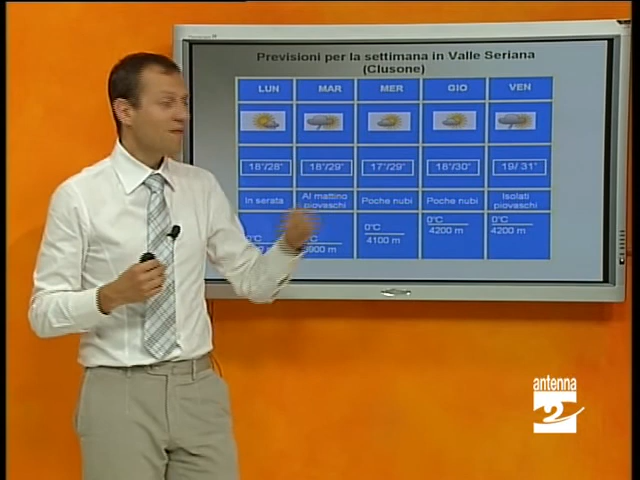 Previsioni per la settimana in Valle Seriana
(Clusone)
LUN MAR MER GIO VEN
18°/28° 18°/29° 17°/29° 18°/30° 19/ 31°
In serata Al mattino piovaschi Poche nubi Poche nubi Isolati piovaschi
0°C 0°C 0°C 0°C
4100 m 4200 m 4200 m
antenna
2